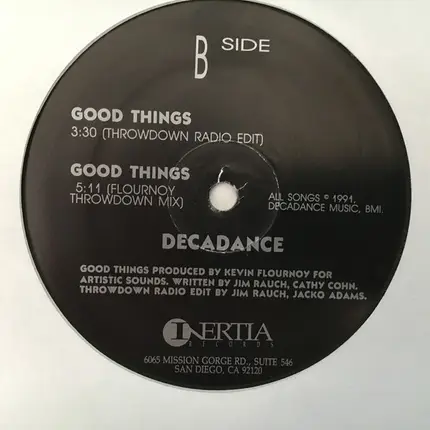 B SIDE
GOOD THINGS
3:30 (THROWDOWN RADIO EDIT)
GOOD THINGS
5:11 (FLOURNOY
THROWDOWN MIX)
ALL SONGS © 1991,
DECADANCE MUSIC, BMI.
DECADANCE
GOOD THINGS PRODUCED BY KEVIN FLOURNOY FOR
ARTISTIC SOUNDS. WRITTEN BY JIM RAUCH, CATHY COHN.
THROWDOWN RADIO EDIT BY JIM RAUCH, JACKO ADAMS.
INERTIA
RECORDS
6065 MISSION GORGE RD., SUITE 546
SAN DIEGO, CA 92120